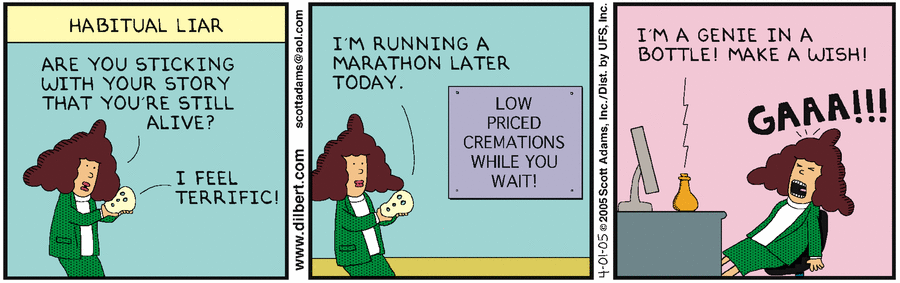 HABITUAL LIAR
ARE YOU STICKING
WITH YOUR STORY
THAT YOU'RE STILL
ALIVE?
I FEEL
TERRIFIC!
www.dilbert.com scottadams@aol.com
I'M RUNNING A
MARATHON LATER
TODAY.
LOW
PRICED
CREMATIONS
WHILE YOU
WAIT!
4-01-05 © 2005 Scott Adams, Inc./Dist. by UFS, Inc.
I'M A GENIE IN A
BOTTLE! MAKE A WISH!
GAAA!!!